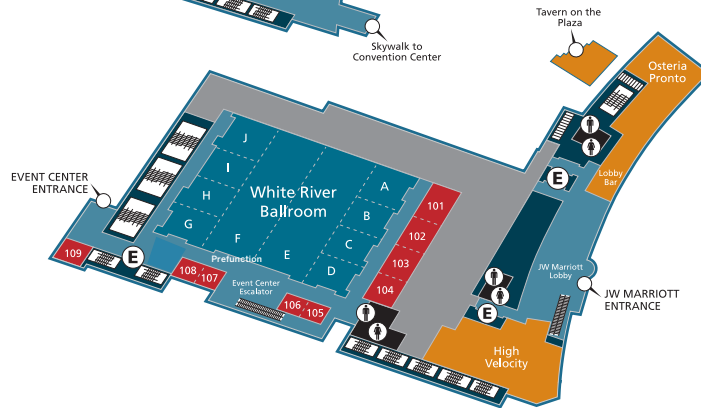 Tavern on the
Plaza
Skywalk to
Convention Center
Osteria
Pronto
Lobby
Bar
E
EVENT CENTER
ENTRANCE
J
I
H
G
F
E
White River
Ballroom
A
B
C
D
101
102
103
104
Prefunction
109
E
108
107
Event Center
Escalator
106
105
JW Marriott
Lobby
JW MARRIOTT
ENTRANCE
E
High
Velocity